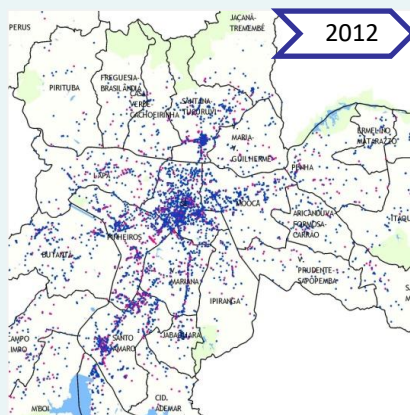 2012
PERUS
JAÇANÃ-
TREMEMBÉ
PIRITUBA
FREGUESIA-
BRASILÂNDIA
CASA
VERDE
CACHOEIRINHA
SANTANA
TUCURUVI
V.
MARIA-
V.
GUILHERME
ERMELINO
MATARAZZO
PENHA
LAPA
MOOCA
ARICANDUVA
FORMOSA-
CARRÃO
ITAQ
PINHEIROS
BUTANTÃ
V.
PRUDENTE-
SAPOPEMBA
V.
MARIANA
IPIRANGA
CAMPO
LIMPO
SANTO
AMARO
JABAQUARA
M'BOI
CID.
ADEMAR